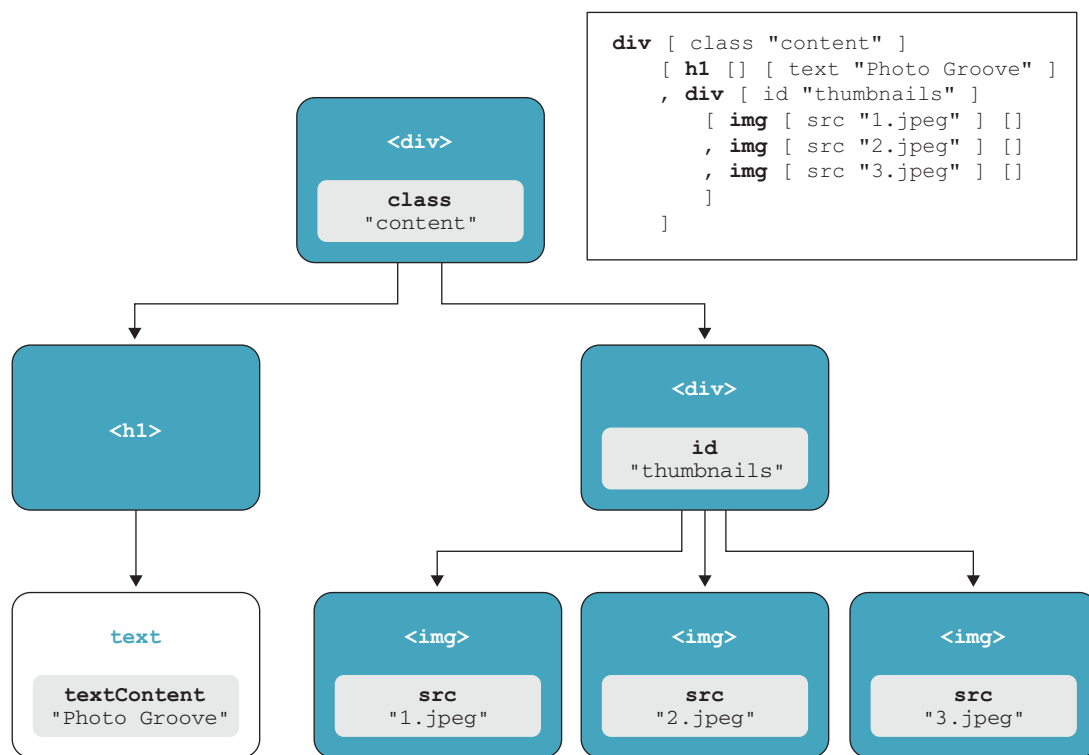 div [ class "content" ]
[ h1 [] [ text "Photo Groove" ]
, div [ id "thumbnails" ]
[ img [ src "1.jpeg" ] []
, img [ src "2.jpeg" ] []
, img [ src "3.jpeg" ] []
]
]
<div>
class
"content"
<h1>
<div>
id
"thumbnails"
text
textContent
"Photo Groove"
<img>
src
"1.jpeg"
<img>
src
"2.jpeg"
<img>
src
"3.jpeg"